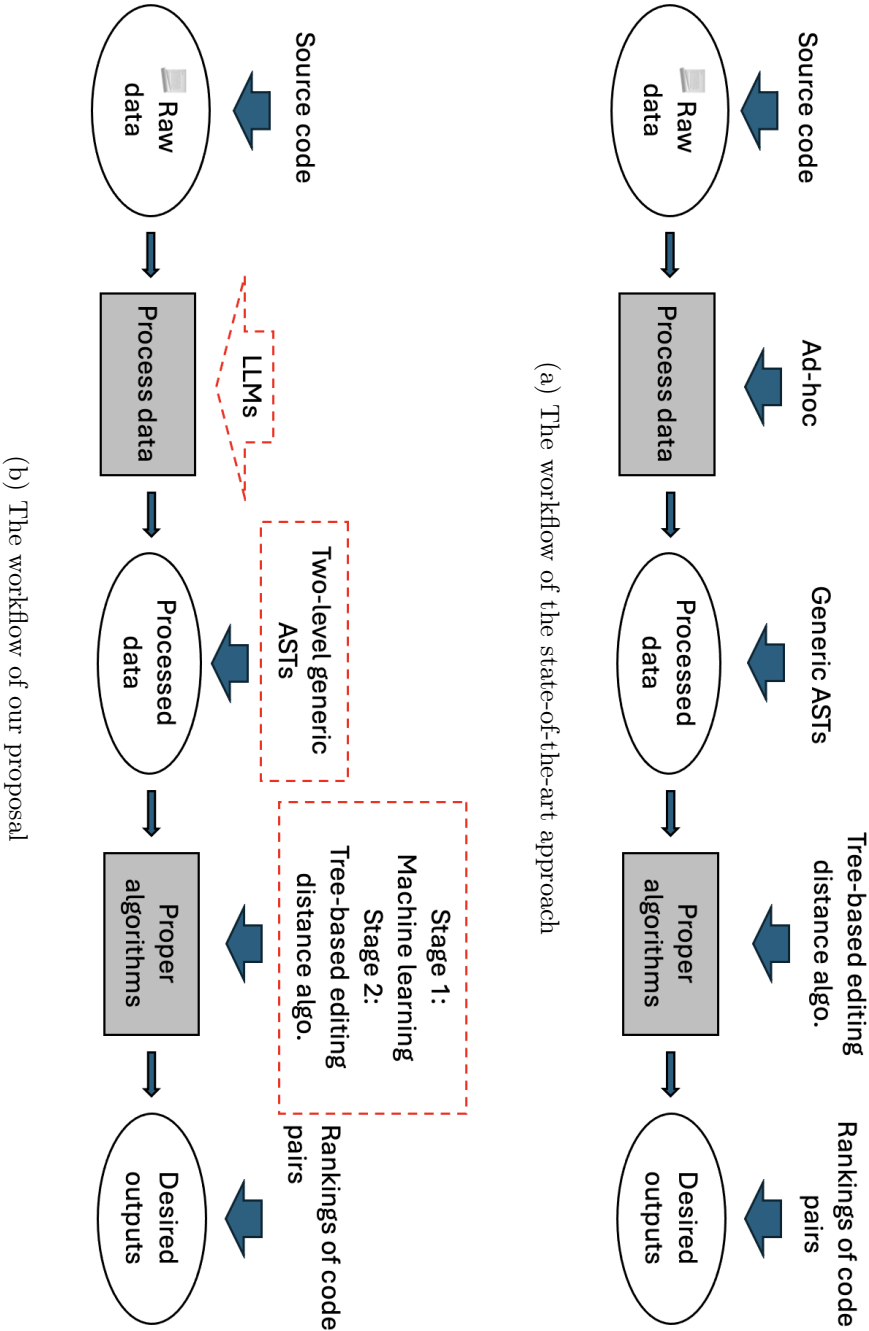 Source code
Ad-hoc
Generic ASTs
Tree-based editing
distance algo.
Rankings of code
pairs
Raw
data
Process data
Processed
data
Proper
algorithms
Desired
outputs
(a) The workflow of the state-of-the-art approach
Source code
LLMs
Two-level generic
ASTs
Stage 1:
Machine learning
Stage 2:
Tree-based editing
distance algo.
Rankings of code
pairs
Raw
data
Process data
Processed
data
Proper
algorithms
Desired
outputs
(b) The workflow of our proposal